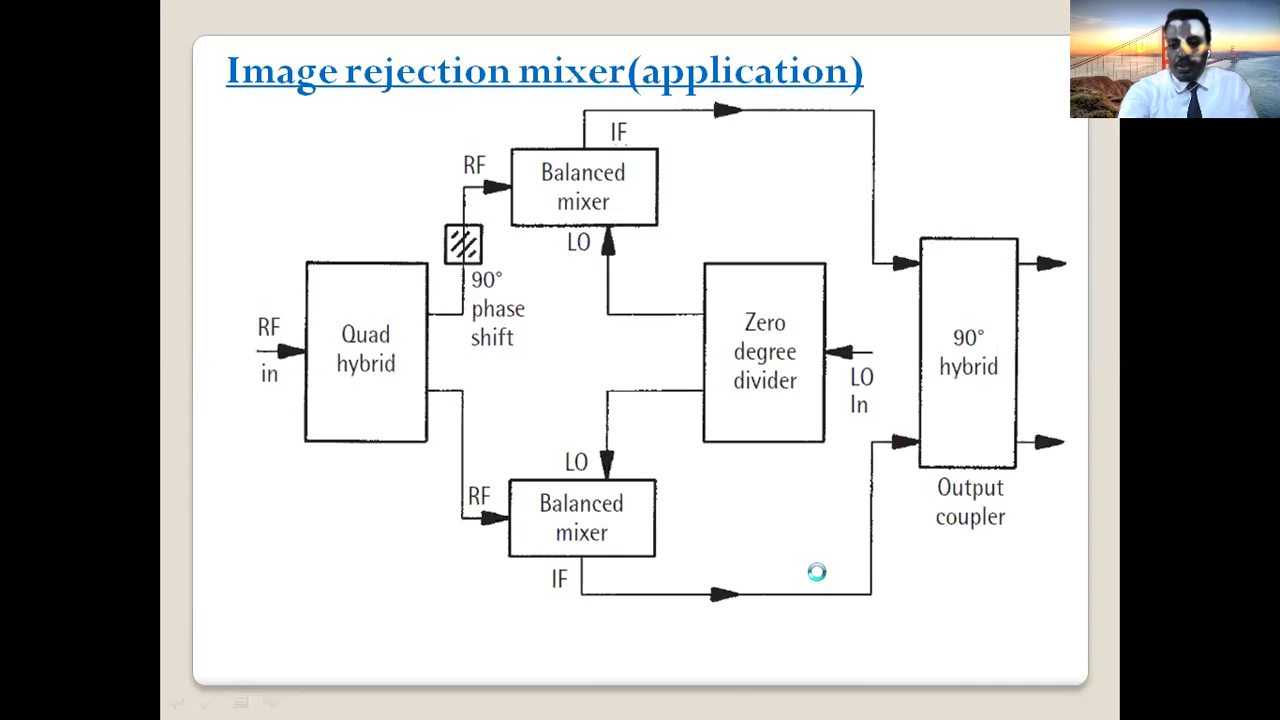 Image rejection mixer(application)
IF
RF
Balanced
mixer
LO
90°
phase
shift
RF
in
Quad
hybrid
Zero
degree
divider
LO
In
90°
hybrid
LO
RF
Balanced
mixer
IF
Output
coupler